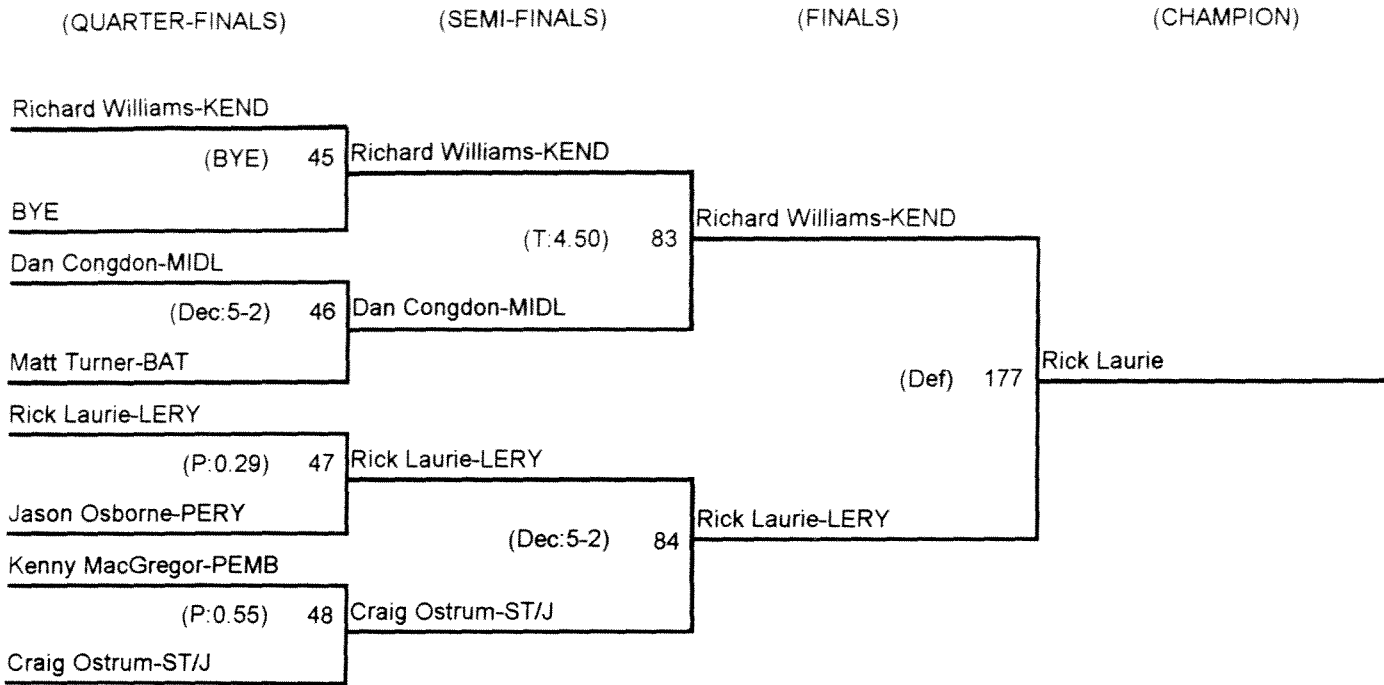 (QUARTER-FINALS) (SEMI-FINALS) (FINALS) (CHAMPION)
Richard Williams-KEND
(BYE) 45 Richard Williams-KEND
BYE
Richard Williams-KEND
(T:4.50) 83
Dan Congdon-MIDL
(Dec:5-2) 46 Dan Congdon-MIDL
Matt Turner-BAT
(Def) 177 Rick Laurie
Rick Laurie-LERY
(P:0.29) 47 Rick Laurie-LERY
Jason Osborne-PERY
Rick Laurie-LERY
(Dec:5-2) 84
Kenny MacGregor-PEMB
(P:0.55) 48 Craig Ostrum-ST/J
Craig Ostrum-ST/J